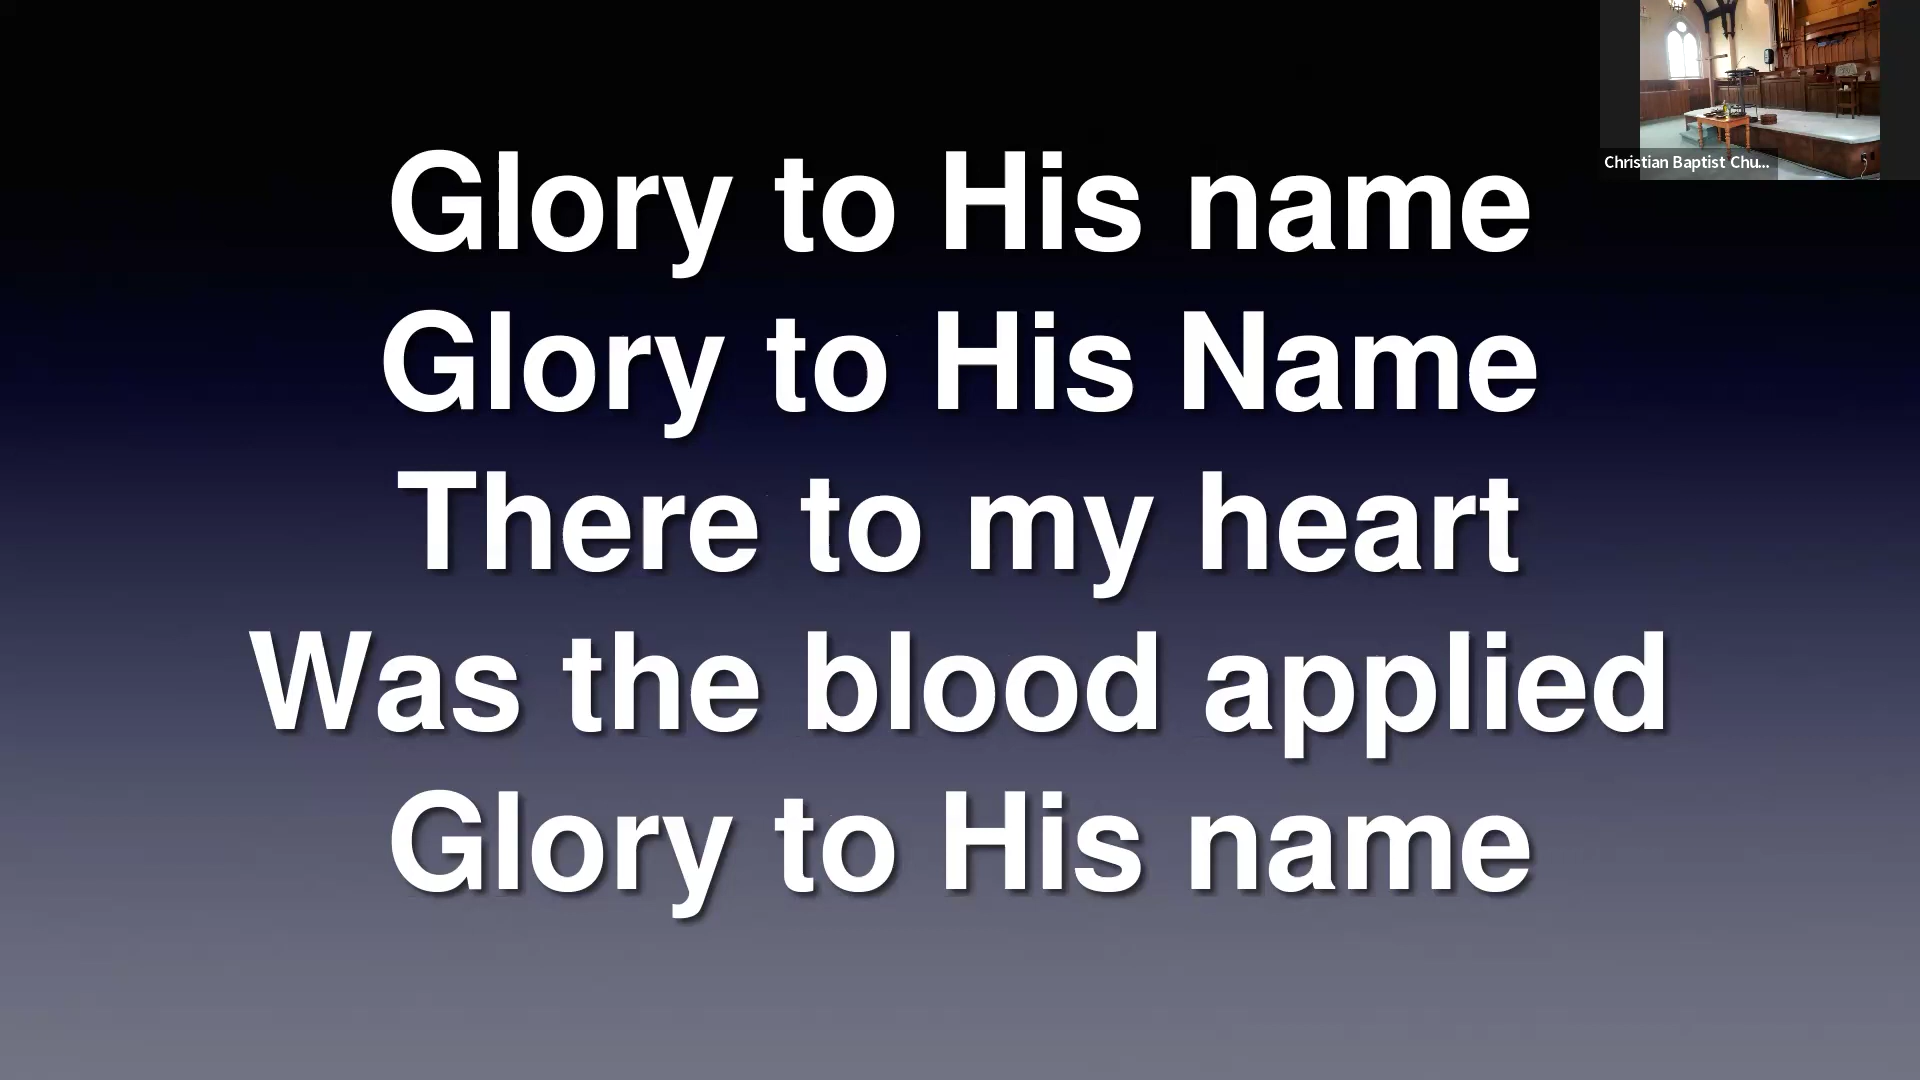 Glory to His name
Glory to His Name
There to my heart
Was the blood applied
Glory to His name
Christian Baptist Chu...